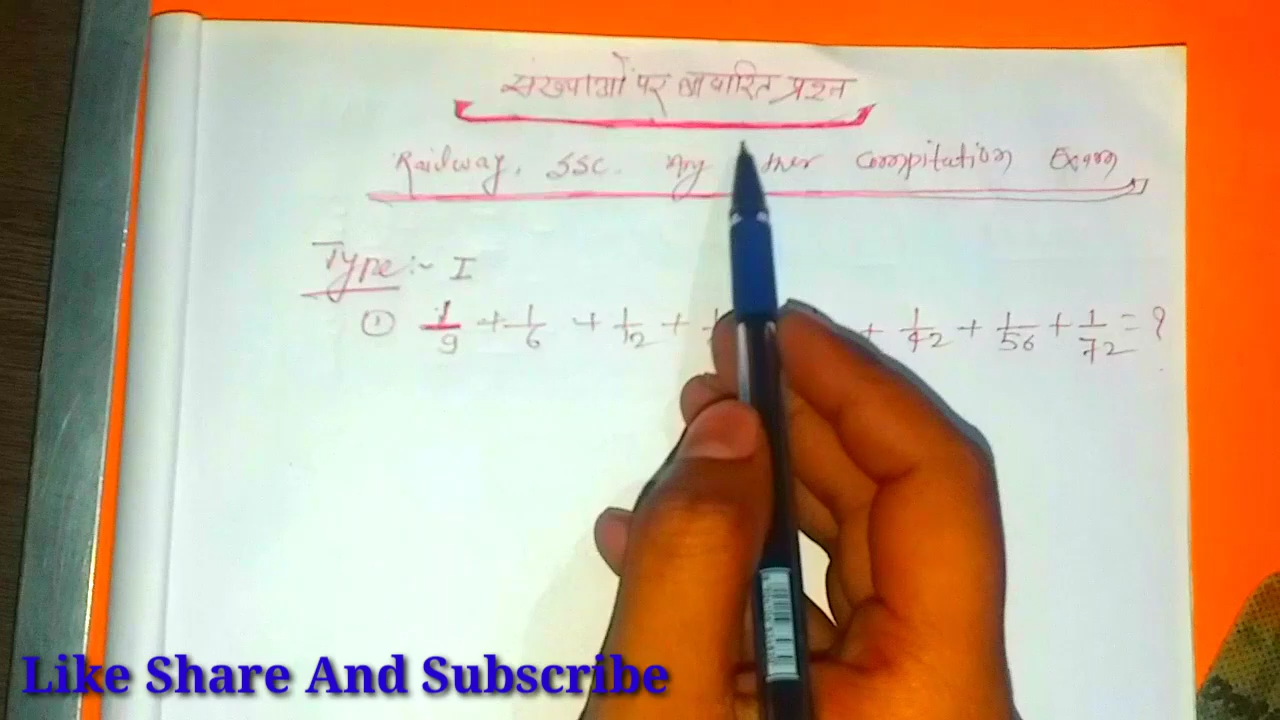 संख्याओं पर आधारित प्रश्न
Railway, SSC. Any ther Compitation Exam
Type:- I
① 1/9 + 1/6 + 1/12 + + 1/42 + 1/56 + 1/72 = ?
Like Share And Subscribe